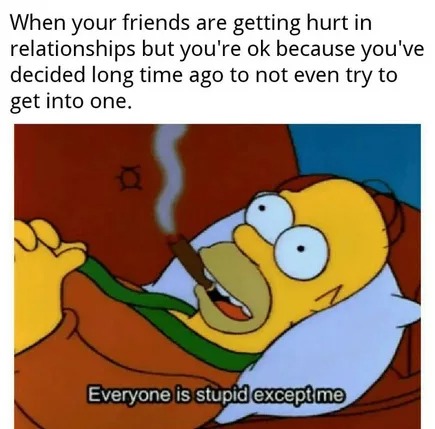 When your friends are getting hurt in
relationships but you're ok because you've
decided long time ago to not even try to
get into one.
Everyone is stupid except me